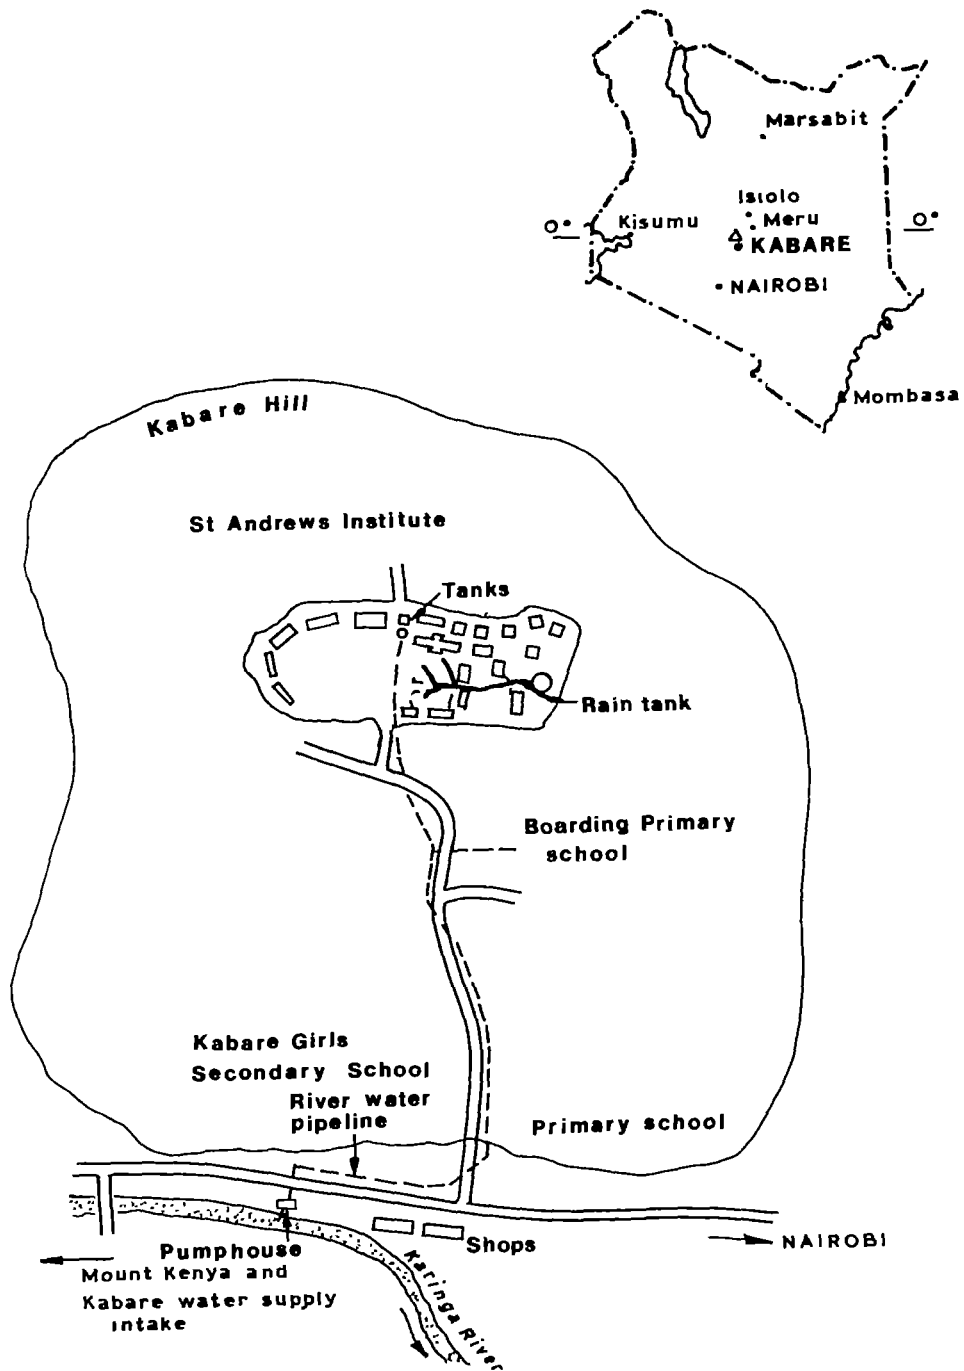 Marsabit
Isiolo
Meru
0°
Kisumu
0°
KABARE
NAIROBI
Mombasa
Kabare Hill
St Andrews Institute
Tanks
Rain tank
Boarding Primary
school
Kabare Girls
Secondary School
River water
pipeline
Primary school
Pumphouse
Shops
NAIROBI
Mount Kenya and
Kabare water supply
intake
Karinga River